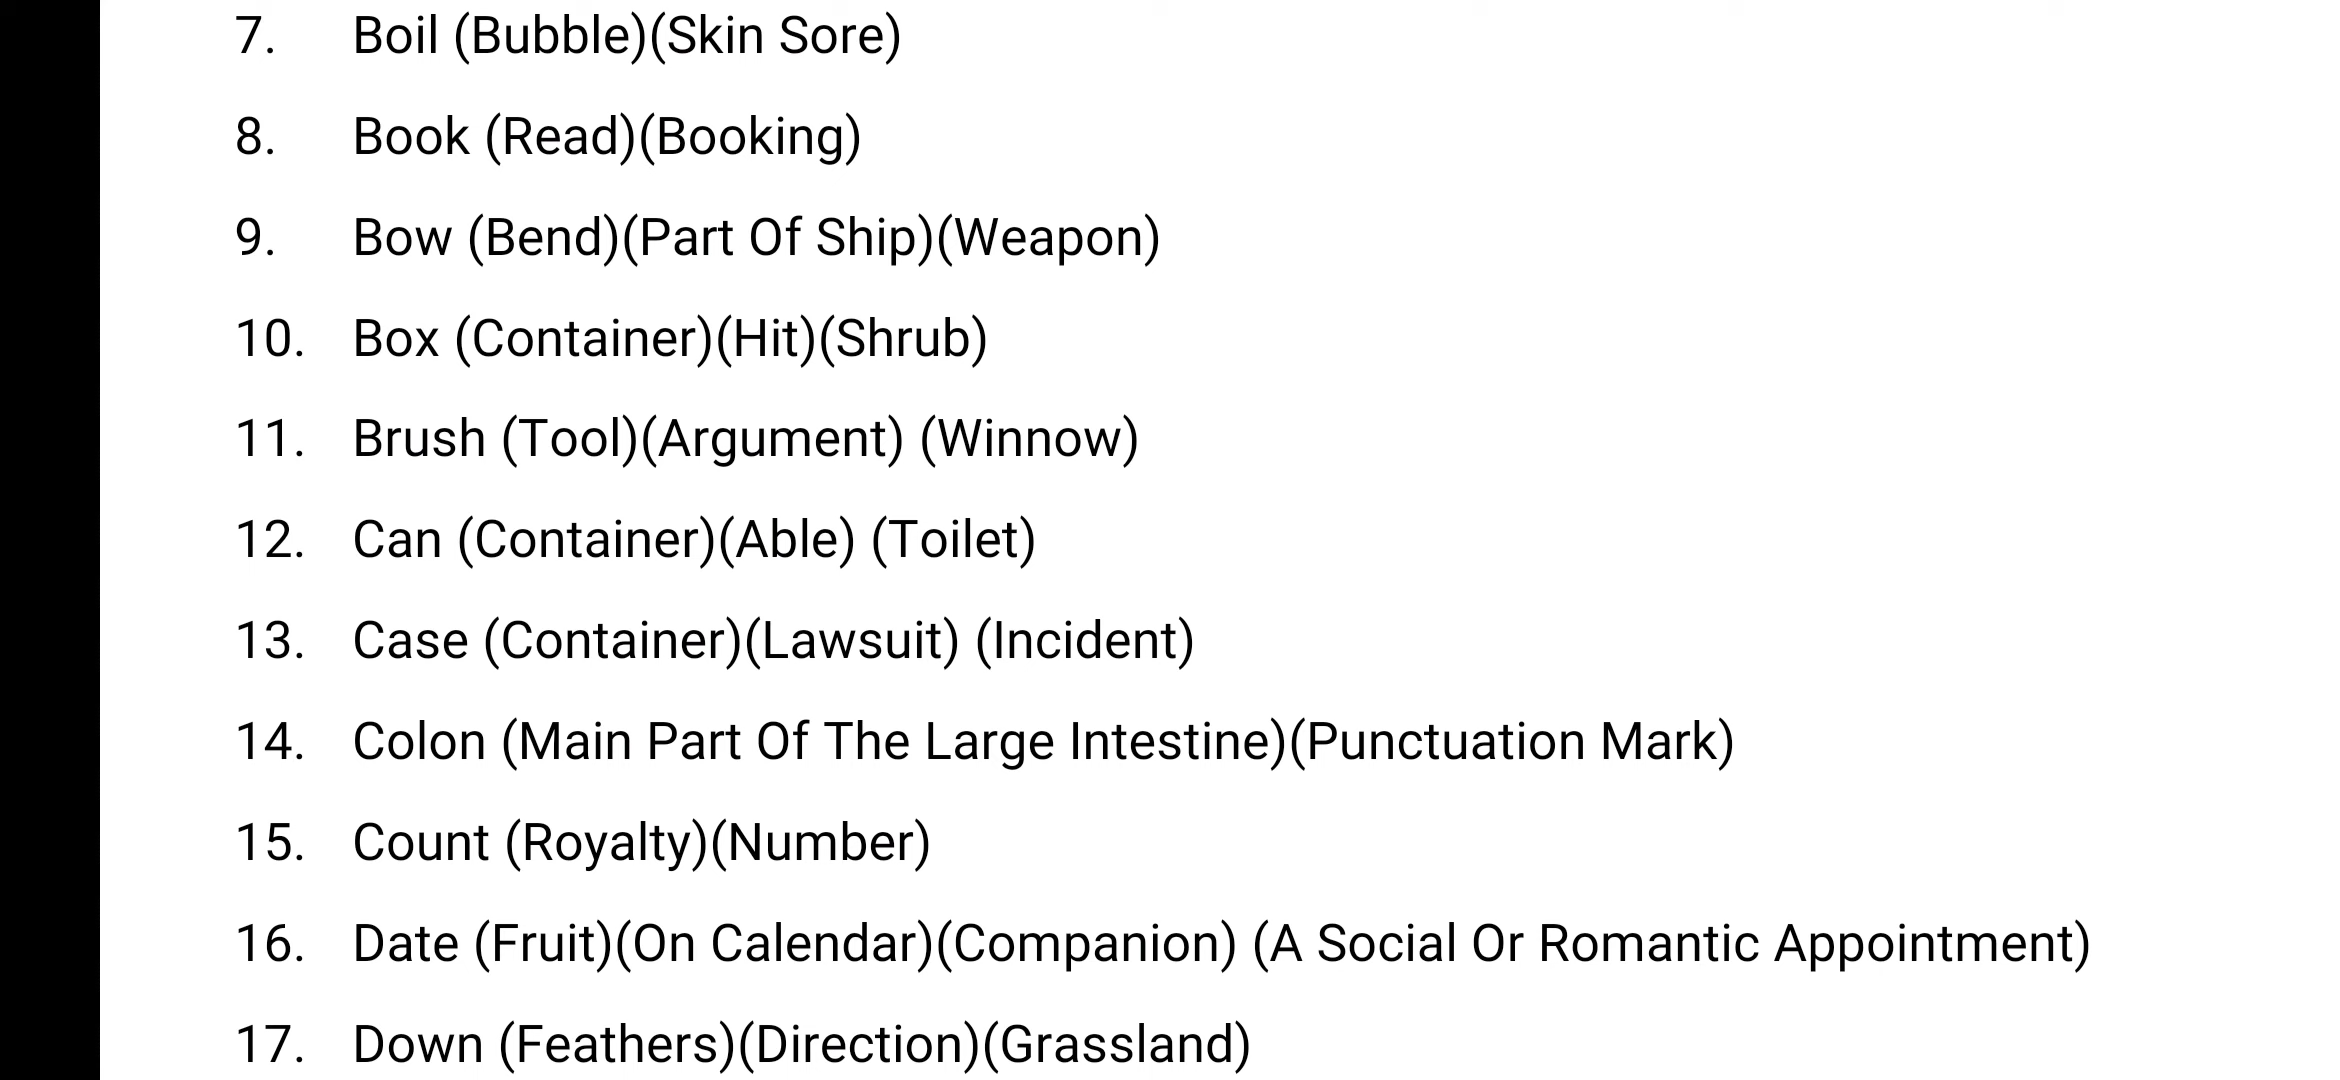 7. Boil (Bubble)(Skin Sore)
8. Book (Read)(Booking)
9. Bow (Bend)(Part Of Ship)(Weapon)
10. Box (Container)(Hit)(Shrub)
11. Brush (Tool)(Argument) (Winnow)
12. Can (Container)(Able) (Toilet)
13. Case (Container)(Lawsuit) (Incident)
14. Colon (Main Part Of The Large Intestine)(Punctuation Mark)
15. Count (Royalty)(Number)
16. Date (Fruit)(On Calendar)(Companion) (A Social Or Romantic Appointment)
17. Down (Feathers)(Direction)(Grassland)